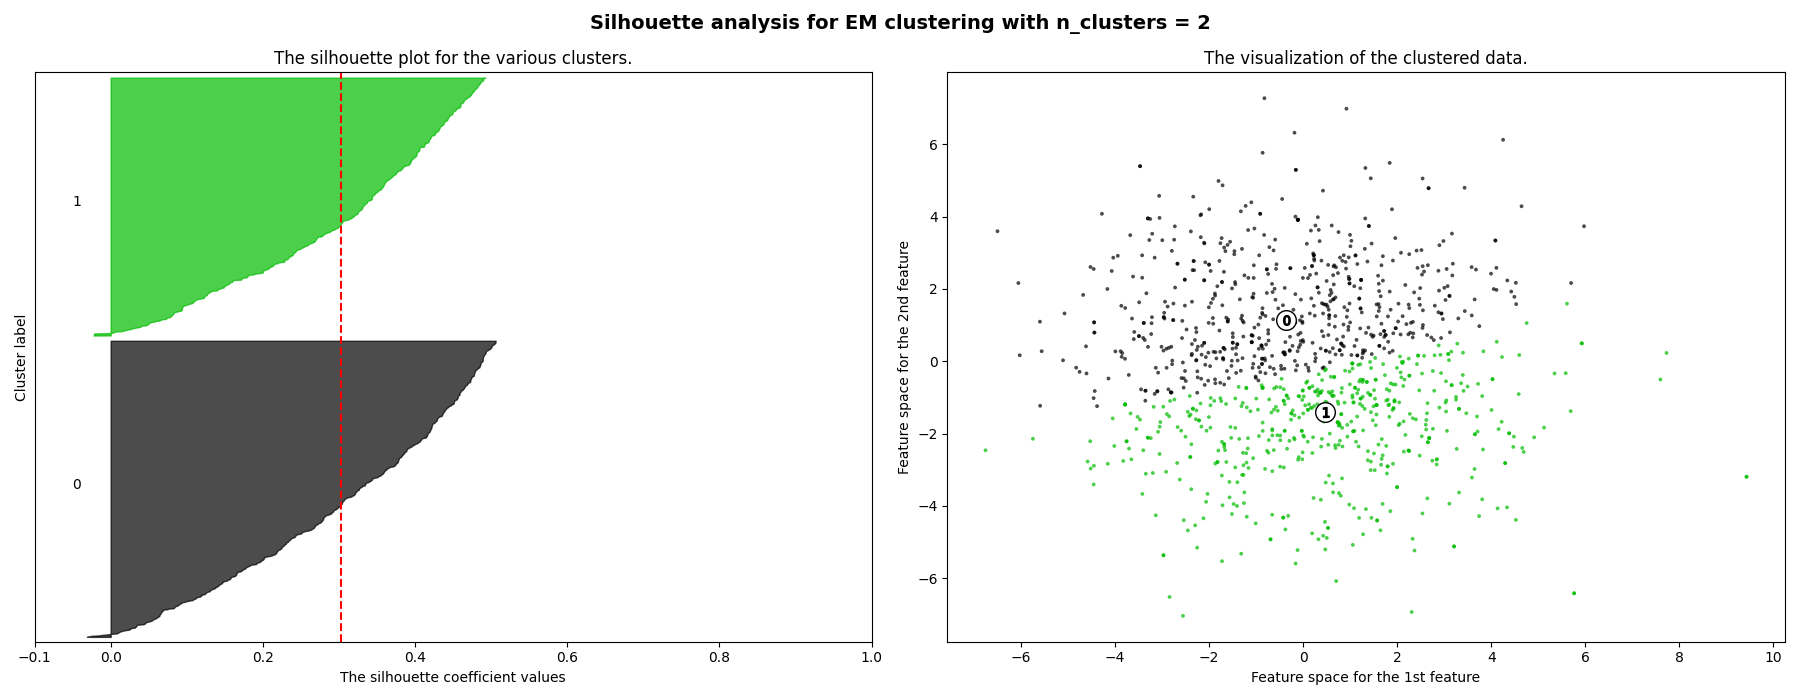 Silhouette analysis for EM clustering with n_clusters = 2
The silhouette plot for the various clusters.
Cluster label
1
0
−0.1 0.0 0.2 0.4 0.6 0.8 1.0
The silhouette coefficient values
The visualization of the clustered data.
Feature space for the 2nd feature
6
4
2
0
−2
−4
−6
0
1
−6 −4 −2 0 2 4 6 8 10
Feature space for the 1st feature